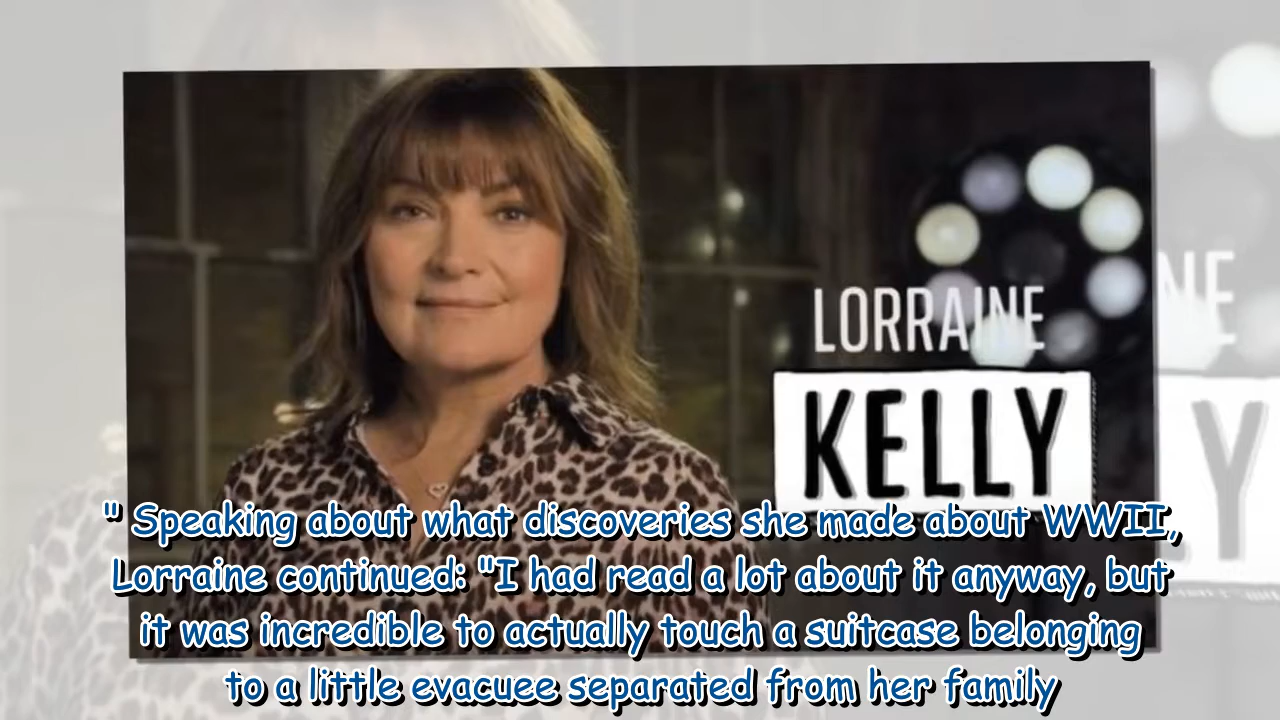 LORRAINE
KELLY
NE
Y
" Speaking about what discoveries she made about WWII,
Lorraine continued: "I had read a lot about it anyway, but
it was incredible to actually touch a suitcase belonging
to a little evacuee separated from her family